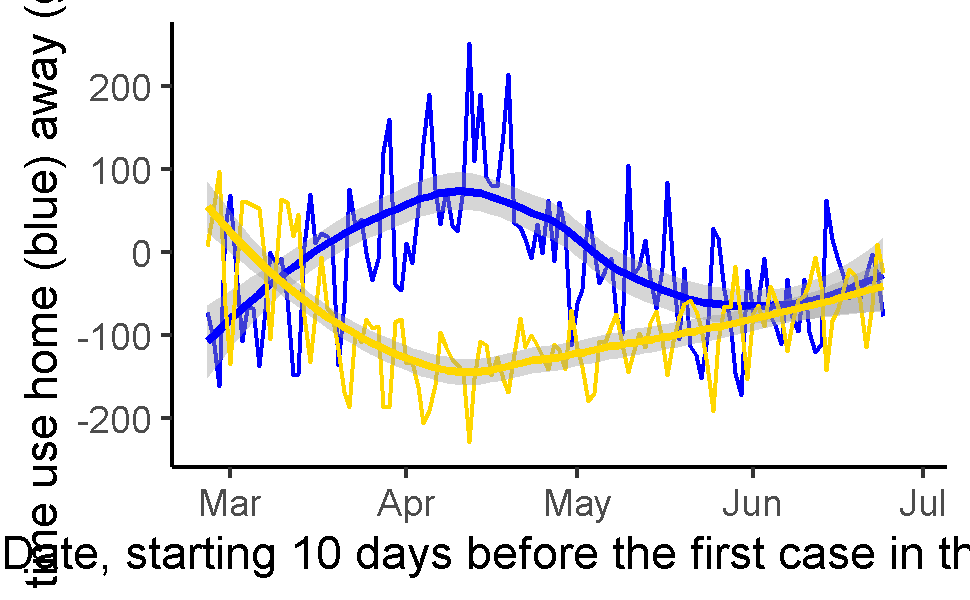 time use home (blue) away (
200
100
0
-100
-200
Mar Apr May Jun Jul
Date, starting 10 days before the first case in th